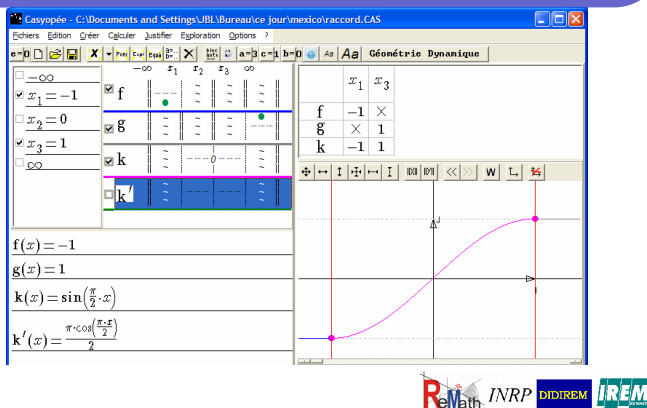 Casyopée - C:\Documents and Settings\JBL\Bureau\ce jour\mexico\raccord.CAS
Fichiers Edition Créer Calculer Justifier Exploration Options ?
e=0 X a=3 c=1 b=0 Aa Aa Géométrie Dynamique
−∞
x1=−1
x2=0
x3=1
∞
−∞ x1 x2 x3 ∞
f
g
k 0
k′
x1 x3
f −1 ×
g × 1
k −1 1
<< >> W
J
I
f(x)=−1
g(x)=1
k(x)=sin(π/2·x)
k′(x)=π·cos(π·x/2)/2
ReMath INRP DIDIREM IREM